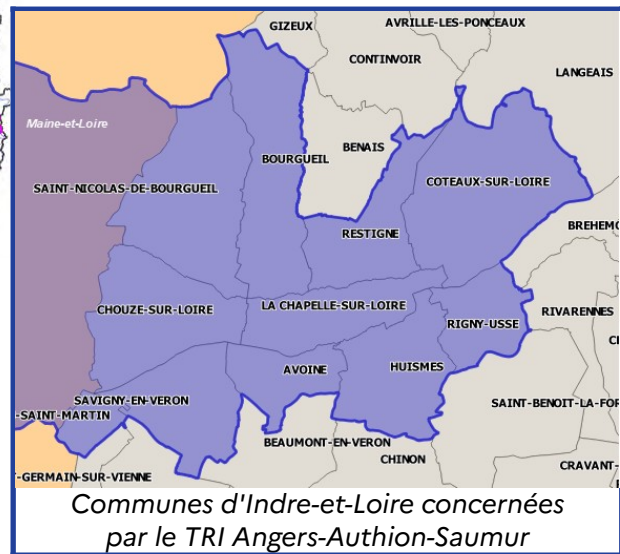 GIZEUX
AVRILLE-LES-PONCEAUX
CONTINVOIR
LANGEAIS
Maine-et-Loire
BENAIS
BOURGUEIL
SAINT-NICOLAS-DE-BOURGUEIL
COTEAUX-SUR-LOIRE
BREHEMO
RESTIGNE
CHOUZE-SUR-LOIRE
LA CHAPELLE-SUR-LOIRE
RIVARENNES
RIGNY-USSE
AVOINE
HUISMES
SAVIGNY-EN-VERON
SAINT-BENOIT-LA-FOR
-SAINT-MARTIN
BEAUMONT-EN-VERON
CHINON
CRAVANT-
-GERMAIN-SUR-VIENNE
Communes d'Indre-et-Loire concernées
par le TRI Angers-Authion-Saumur